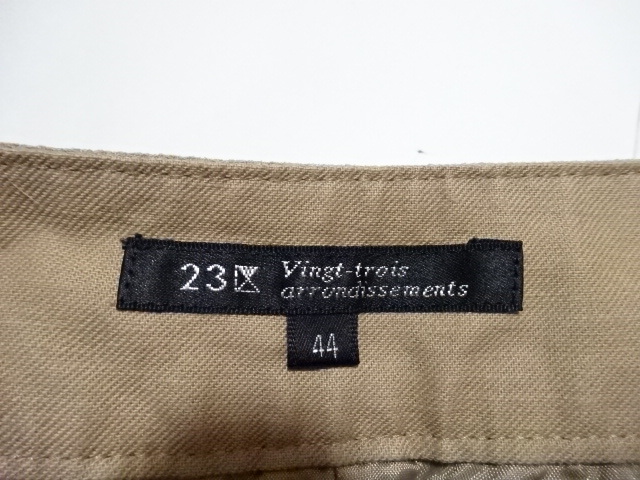 23区 Vingt-trois
arrondissements
44